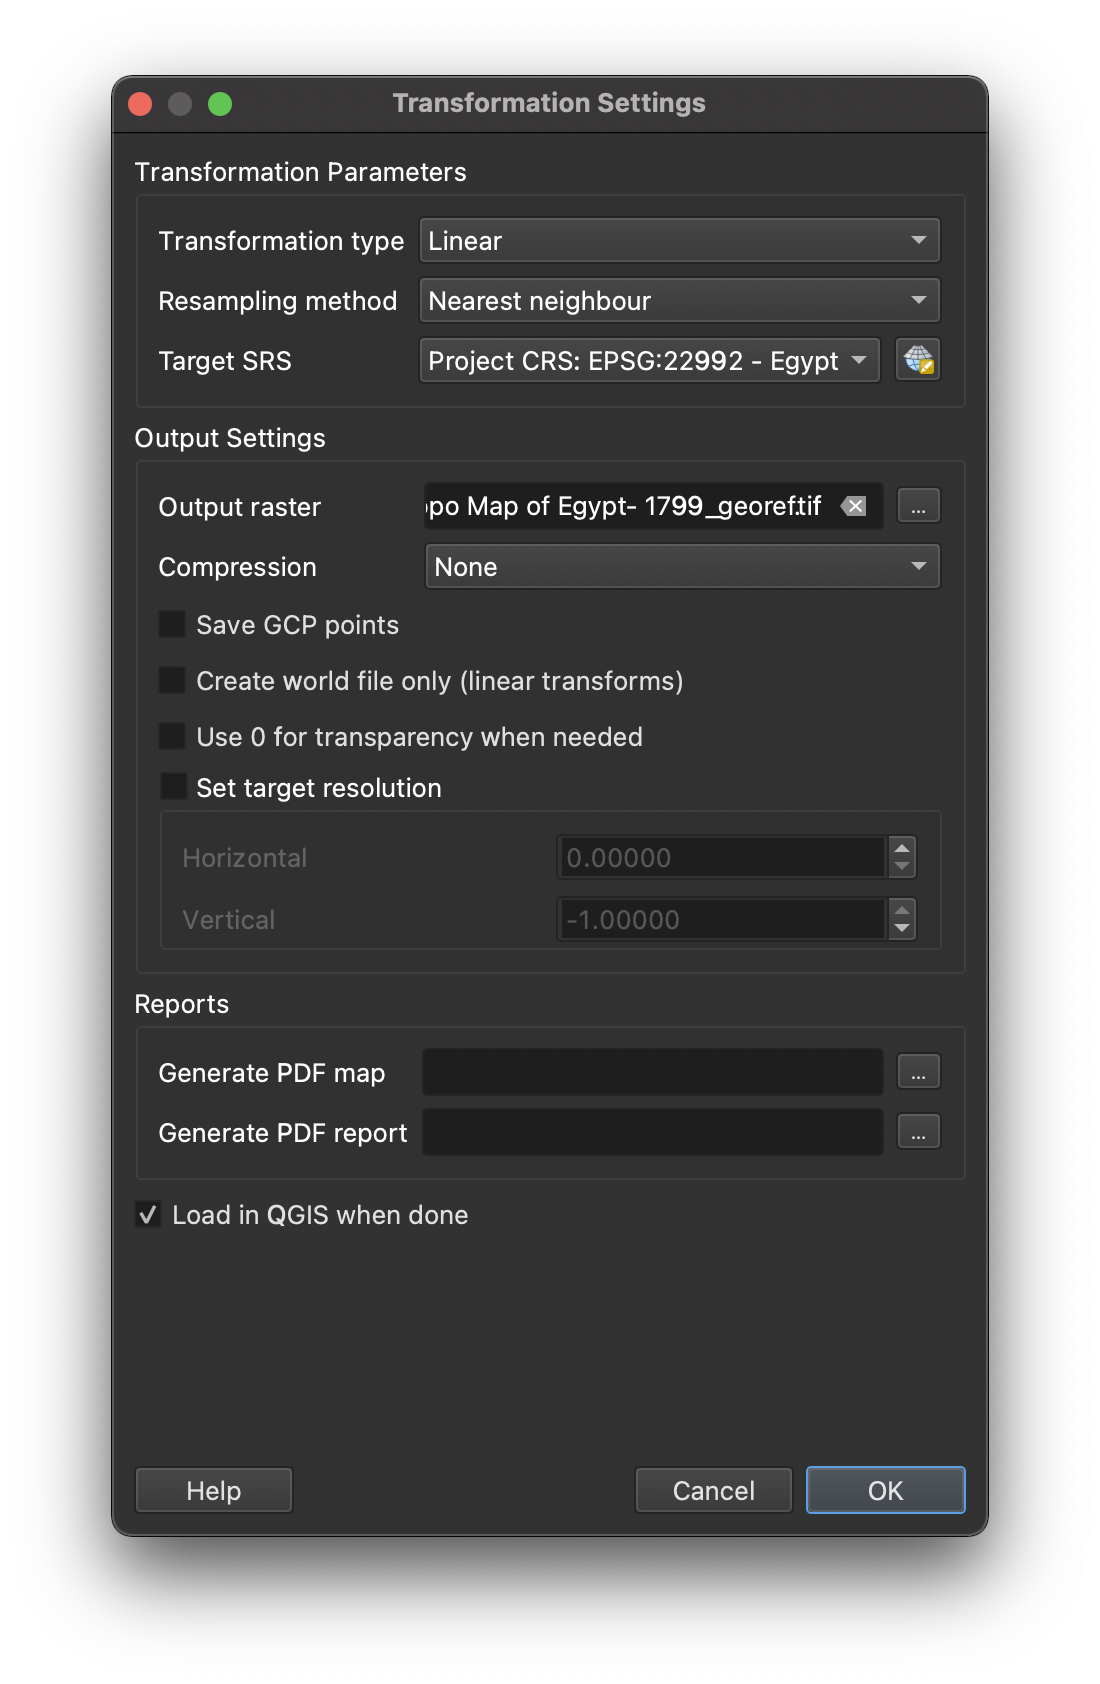 Transformation Settings
Transformation Parameters
Transformation type Linear
Resampling method Nearest neighbour
Target SRS Project CRS: EPSG:22992 - Egypt
Output Settings
Output raster opo Map of Egypt- 1799_georef.tif ...
Compression None
Save GCP points
Create world file only (linear transforms)
Use 0 for transparency when needed
Set target resolution
Horizontal 0.00000
Vertical -1.00000
Reports
Generate PDF map ...
Generate PDF report ...
Load in QGIS when done
Help Cancel OK